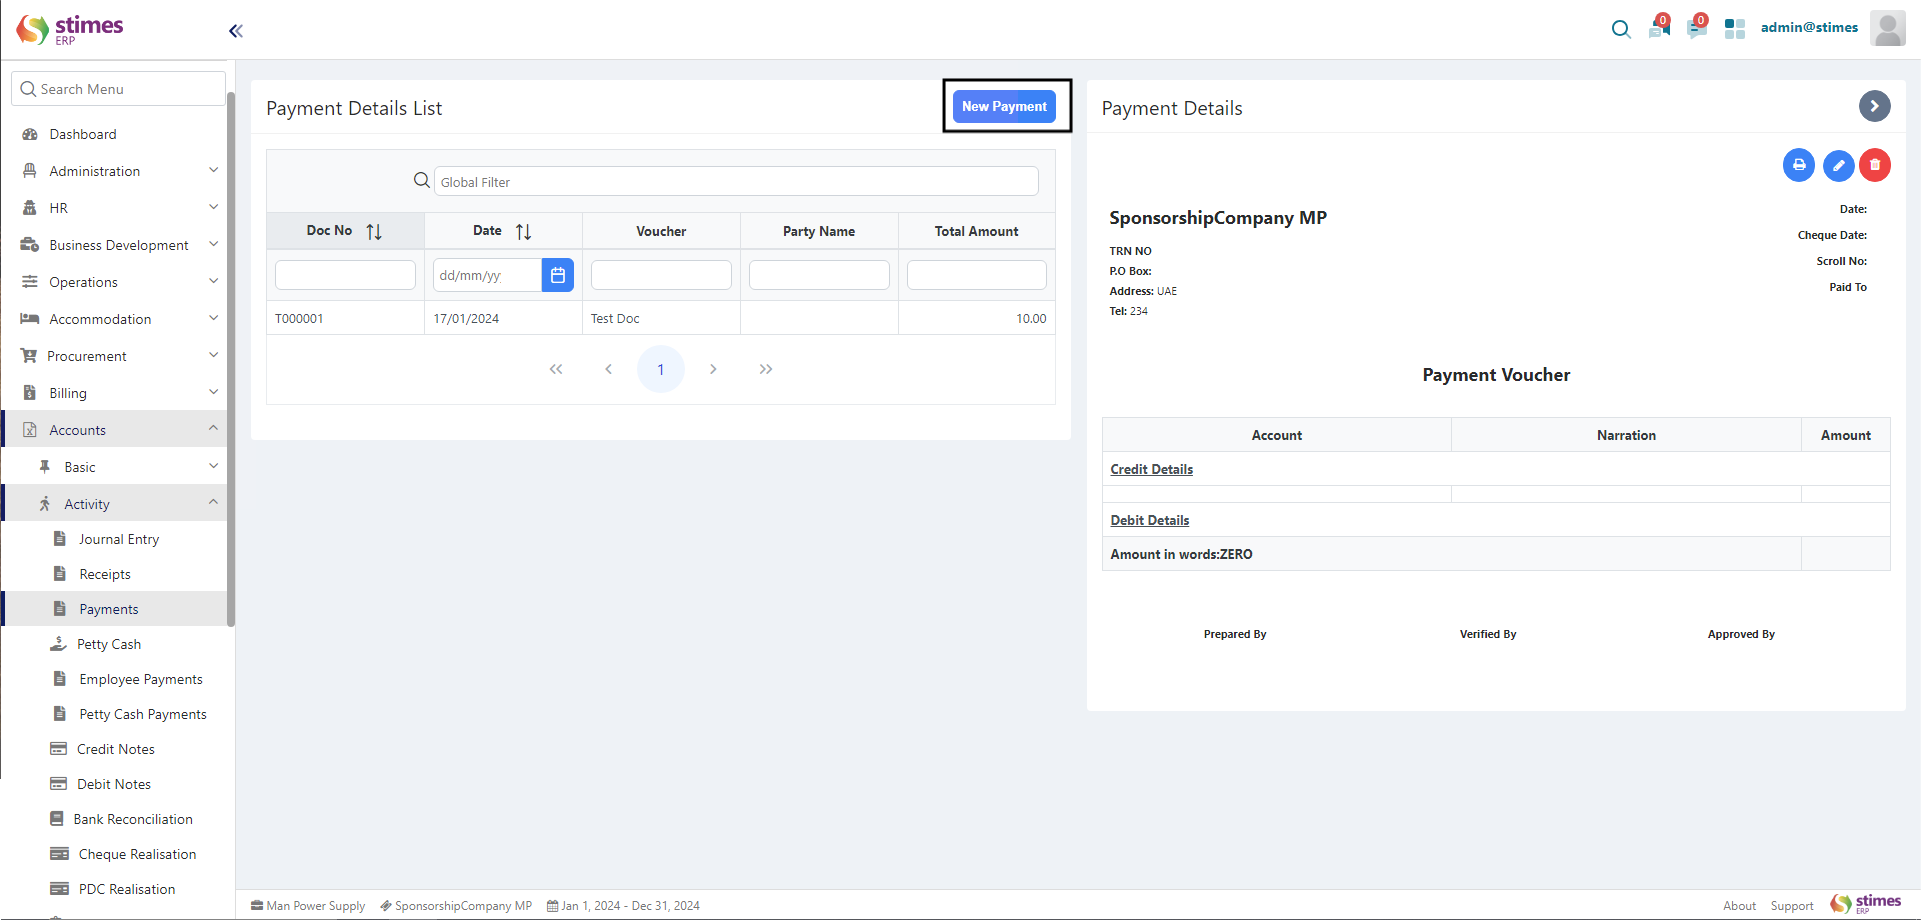 stimes
ERP
0
0
admin@stimes
Search Menu
Dashboard
Administration
HR
Business Development
Operations
Accommodation
Procurement
Billing
Accounts
Basic
Activity
Journal Entry
Receipts
Payments
Petty Cash
Employee Payments
Petty Cash Payments
Credit Notes
Debit Notes
Bank Reconciliation
Cheque Realisation
PDC Realisation
Payment Details List
New Payment
Global Filter
Doc No Date Voucher Party Name Total Amount
dd/mm/yy
T000001 17/01/2024 Test Doc 10.00
1
Payment Details
SponsorshipCompany MP
TRN NO
P.O Box:
Address: UAE
Tel: 234
Date:
Cheque Date:
Scroll No:
Paid To
Payment Voucher
Account Narration Amount
Credit Details
Debit Details
Amount in words:ZERO
Prepared By Verified By Approved By
Man Power Supply SponsorshipCompany MP Jan 1, 2024 - Dec 31, 2024
About Support stimes
ERP